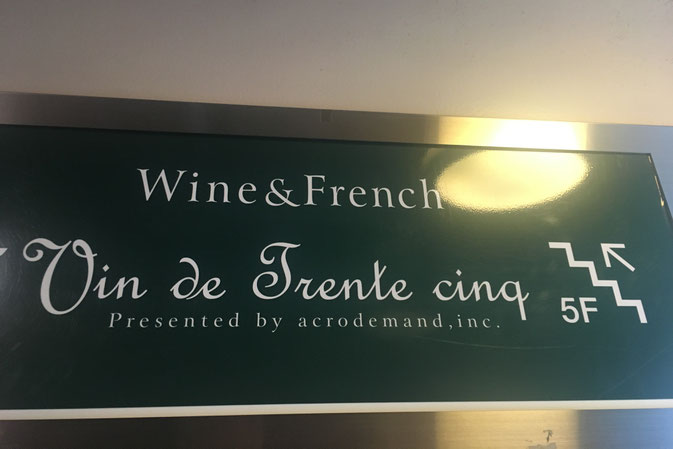 Wine&French
Vin de Trente cinq
5F
Presented by acrodemand,inc.